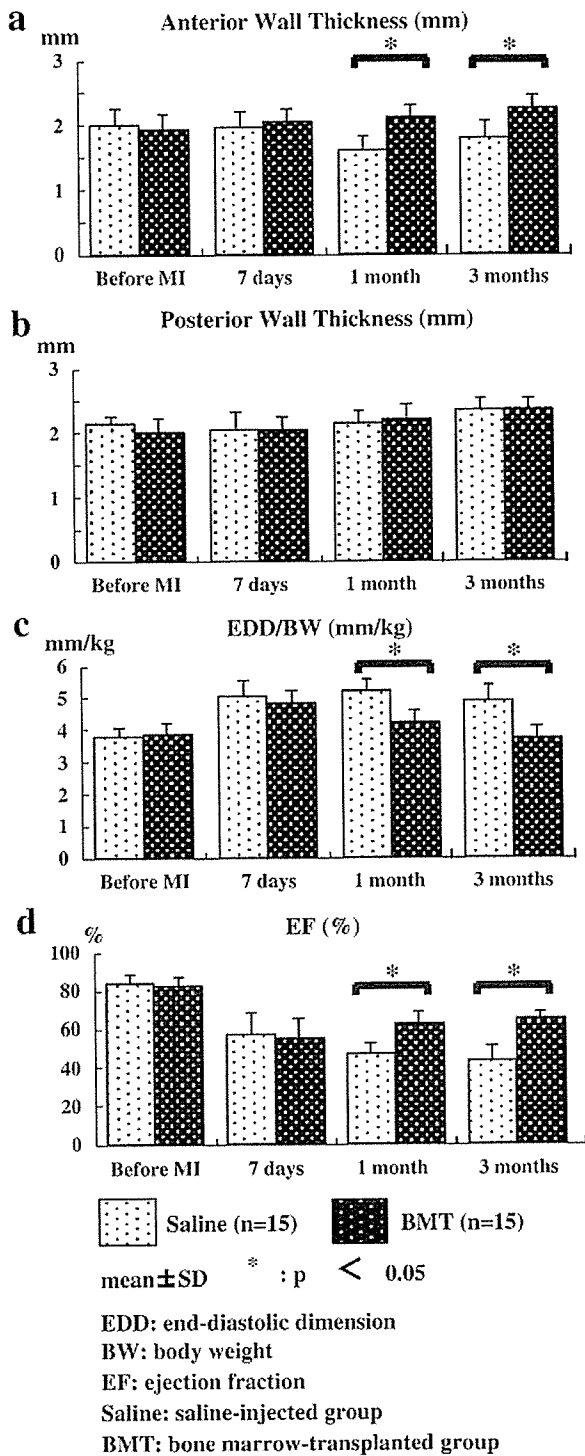 a Anterior Wall Thickness (mm)
mm
* *
3
2
1
0
Before MI 7 days 1 month 3 months
b Posterior Wall Thickness (mm)
mm
3
2
1
0
Before MI 7 days 1 month 3 months
c EDD/BW (mm/kg)
mm/kg
* *
6
5
4
3
2
1
0
Before MI 7 days 1 month 3 months
d EF (%)
%
* *
100
80
60
40
20
0
Before MI 7 days 1 month 3 months
Saline (n=15) BMT (n=15)
mean±SD * : p < 0.05
EDD: end-diastolic dimension
BW: body weight
EF: ejection fraction
Saline: saline-injected group
BMT: bone marrow-transplanted group